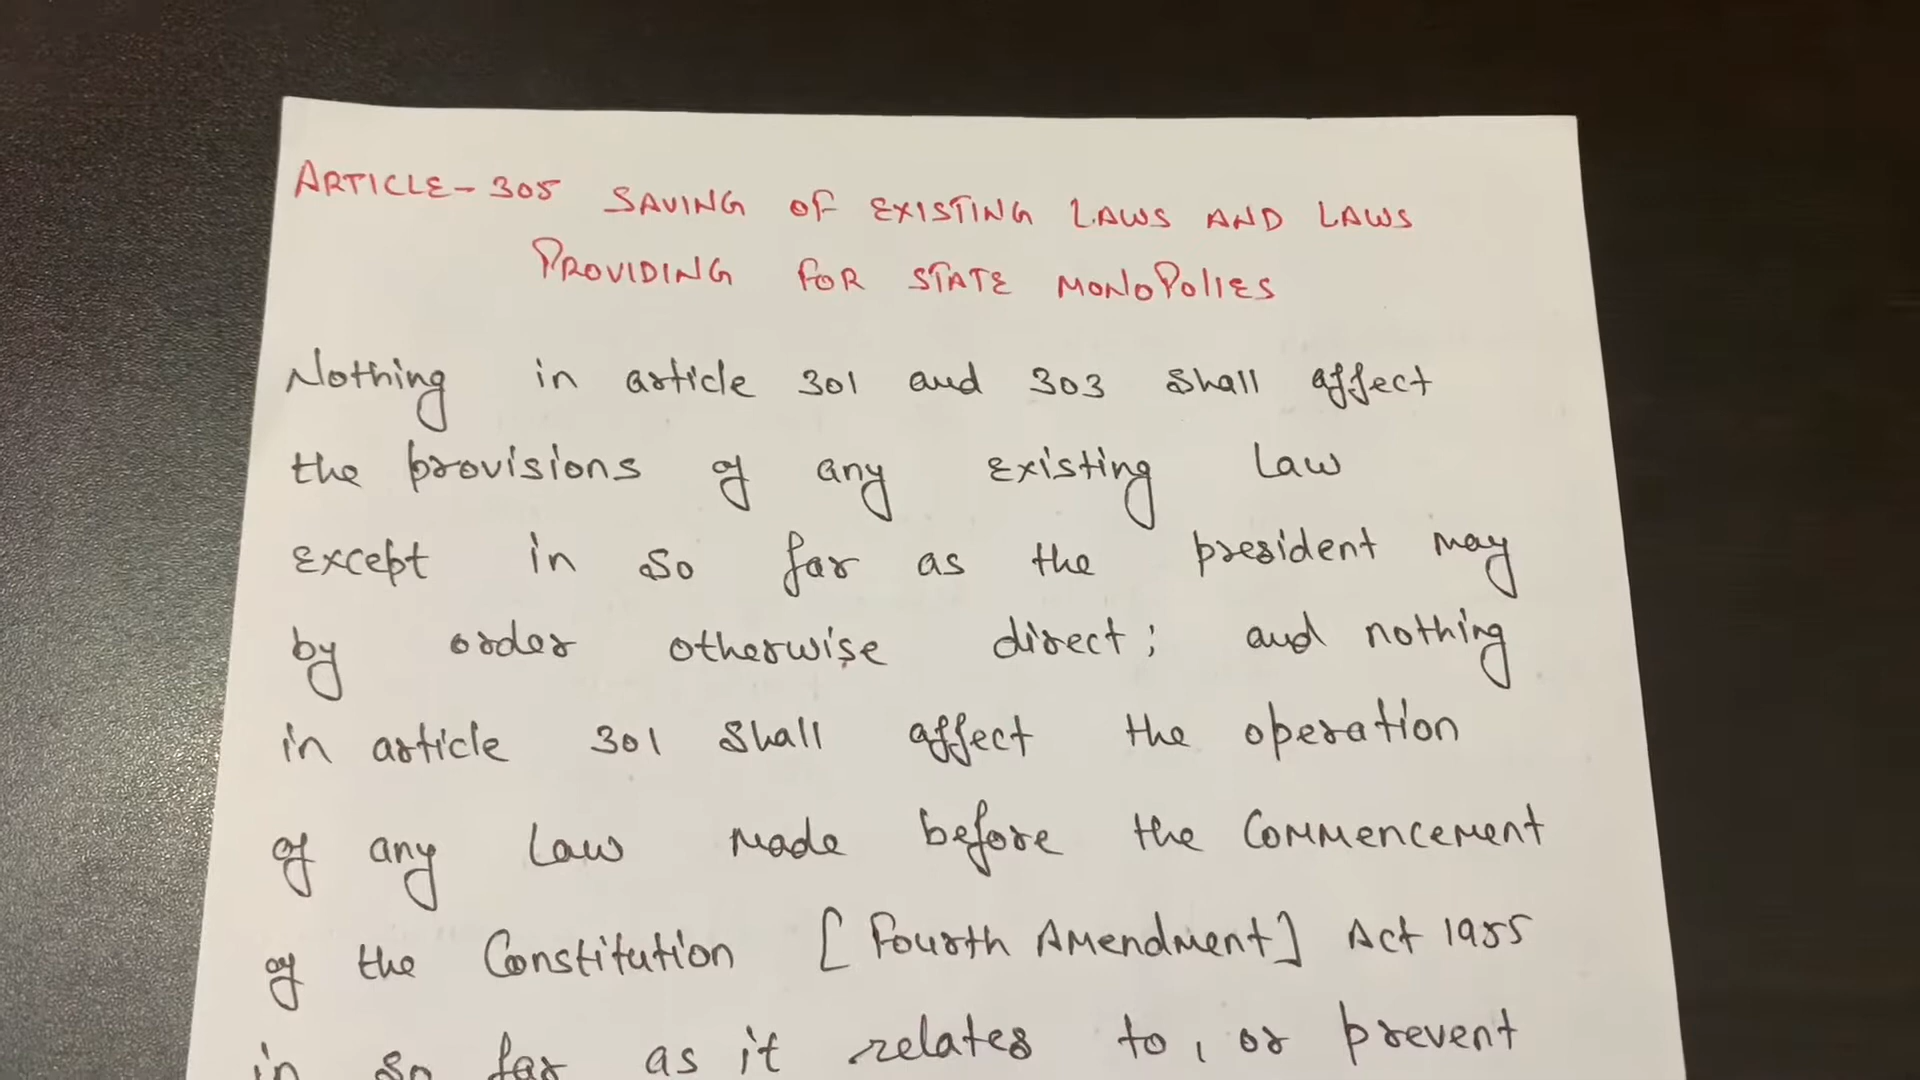 ARTICLE-305 SAVING OF EXISTING LAWS AND LAWS
PROVIDING FOR STATE MONOPOLIES
Nothing in article 301 and 303 shall affect
the provisions of any existing law
except in so far as the president may
by order otherwise direct; and nothing
in article 301 shall affect the operation
of any law made before the commencement
of the Constitution [Fourth Amendment] Act 1955
in so far as it relates to, or prevent